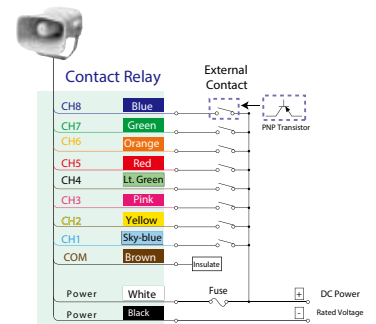 Contact Relay
External
Contact
PNP Transistor
CH8 Blue
CH7 Green
CH6 Orange
CH5 Red
CH4 Lt. Green
CH3 Pink
CH2 Yellow
CH1 Sky-blue
COM Brown
Insulate
Power White Fuse + DC Power
Power Black - Rated Voltage